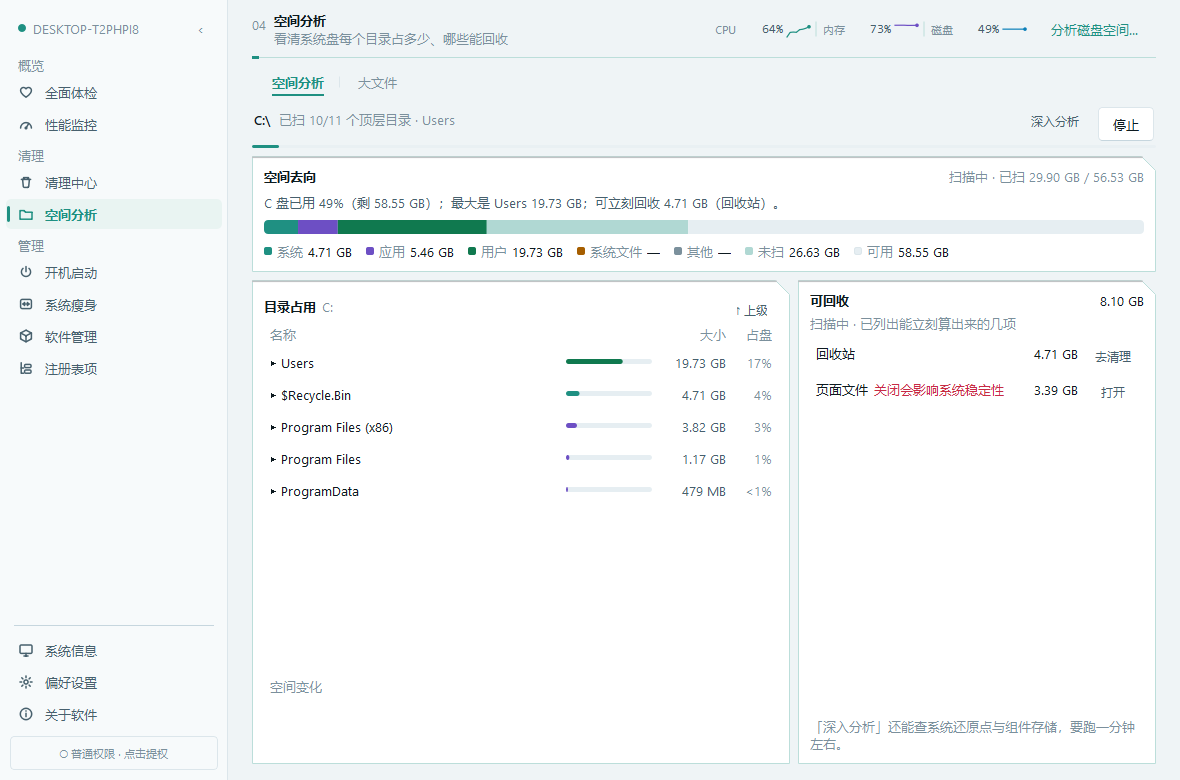 DESKTOP-T2PHPI8
概览
全面体检
性能监控
清理
清理中心
空间分析
管理
开机启动
系统瘦身
软件管理
注册表项
系统信息
偏好设置
关于软件
普通权限 · 点击提权
04 空间分析
看清系统盘每个目录占多少、哪些能回收
CPU 64% 内存 73% 磁盘 49% 分析磁盘空间...
空间分析 大文件
C:\ 已扫 10/11 个顶层目录 · Users 深入分析 停止
空间去向 扫描中 · 已扫 29.90 GB / 56.53 GB
C 盘已用 49%（剩 58.55 GB）；最大是 Users 19.73 GB；可立刻回收 4.71 GB（回收站）。
系统 4.71 GB 应用 5.46 GB 用户 19.73 GB 系统文件 — 其他 — 未扫 26.63 GB 可用 58.55 GB
目录占用 C: ↑ 上级
名称 大小 占盘
Users 19.73 GB 17%
$Recycle.Bin 4.71 GB 4%
Program Files (x86) 3.82 GB 3%
Program Files 1.17 GB 1%
ProgramData 479 MB <1%
空间变化
可回收 8.10 GB
扫描中 · 已列出能立刻算出来的几项
回收站 4.71 GB 去清理
页面文件 关闭会影响系统稳定性 3.39 GB 打开
「深入分析」还能查系统还原点与组件存储，要跑一分钟
左右。